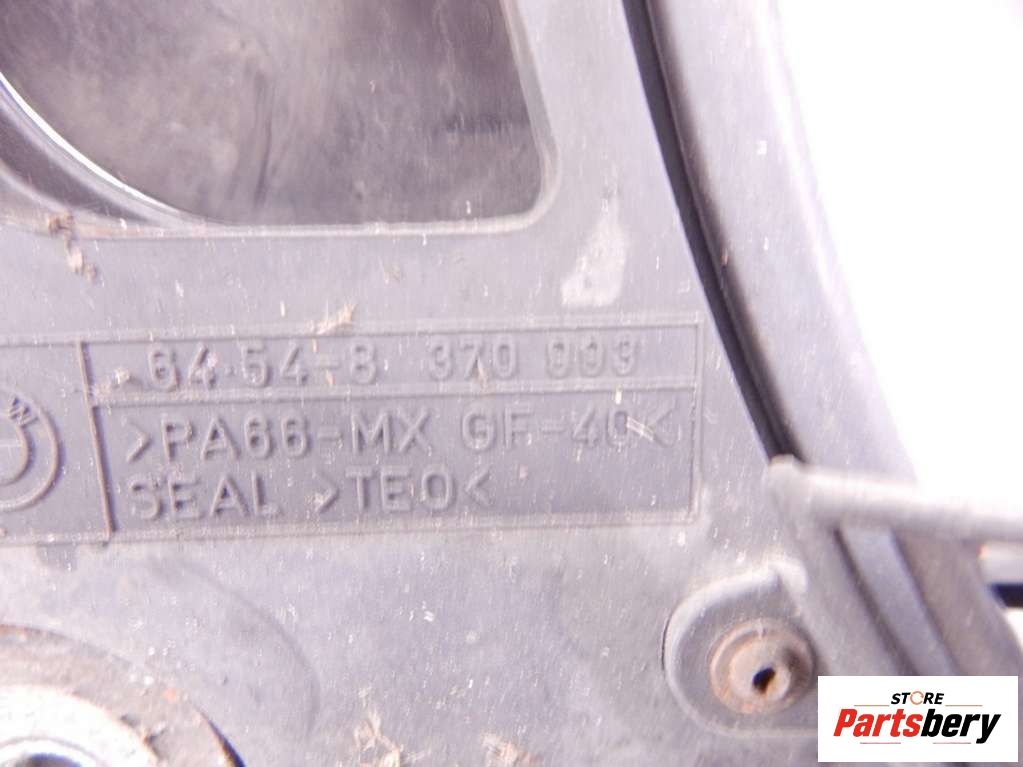 64.54-8 370 993
>PA66-MX GF-40<
SEAL >TEO<
STORE
Partsbery